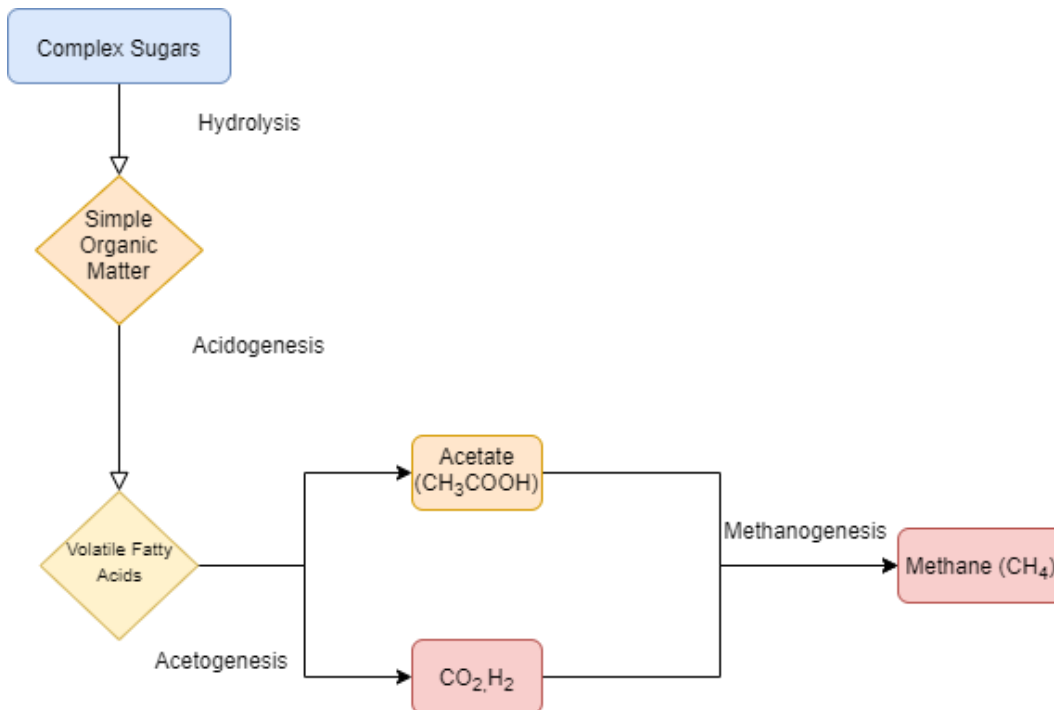 Complex Sugars
Hydrolysis
Simple
Organic
Matter
Acidogenesis
Acetate
(CH₃COOH)
Methanogenesis
Volatile Fatty
Acids
Methane (CH₄)
Acetogenesis
CO₂,H₂